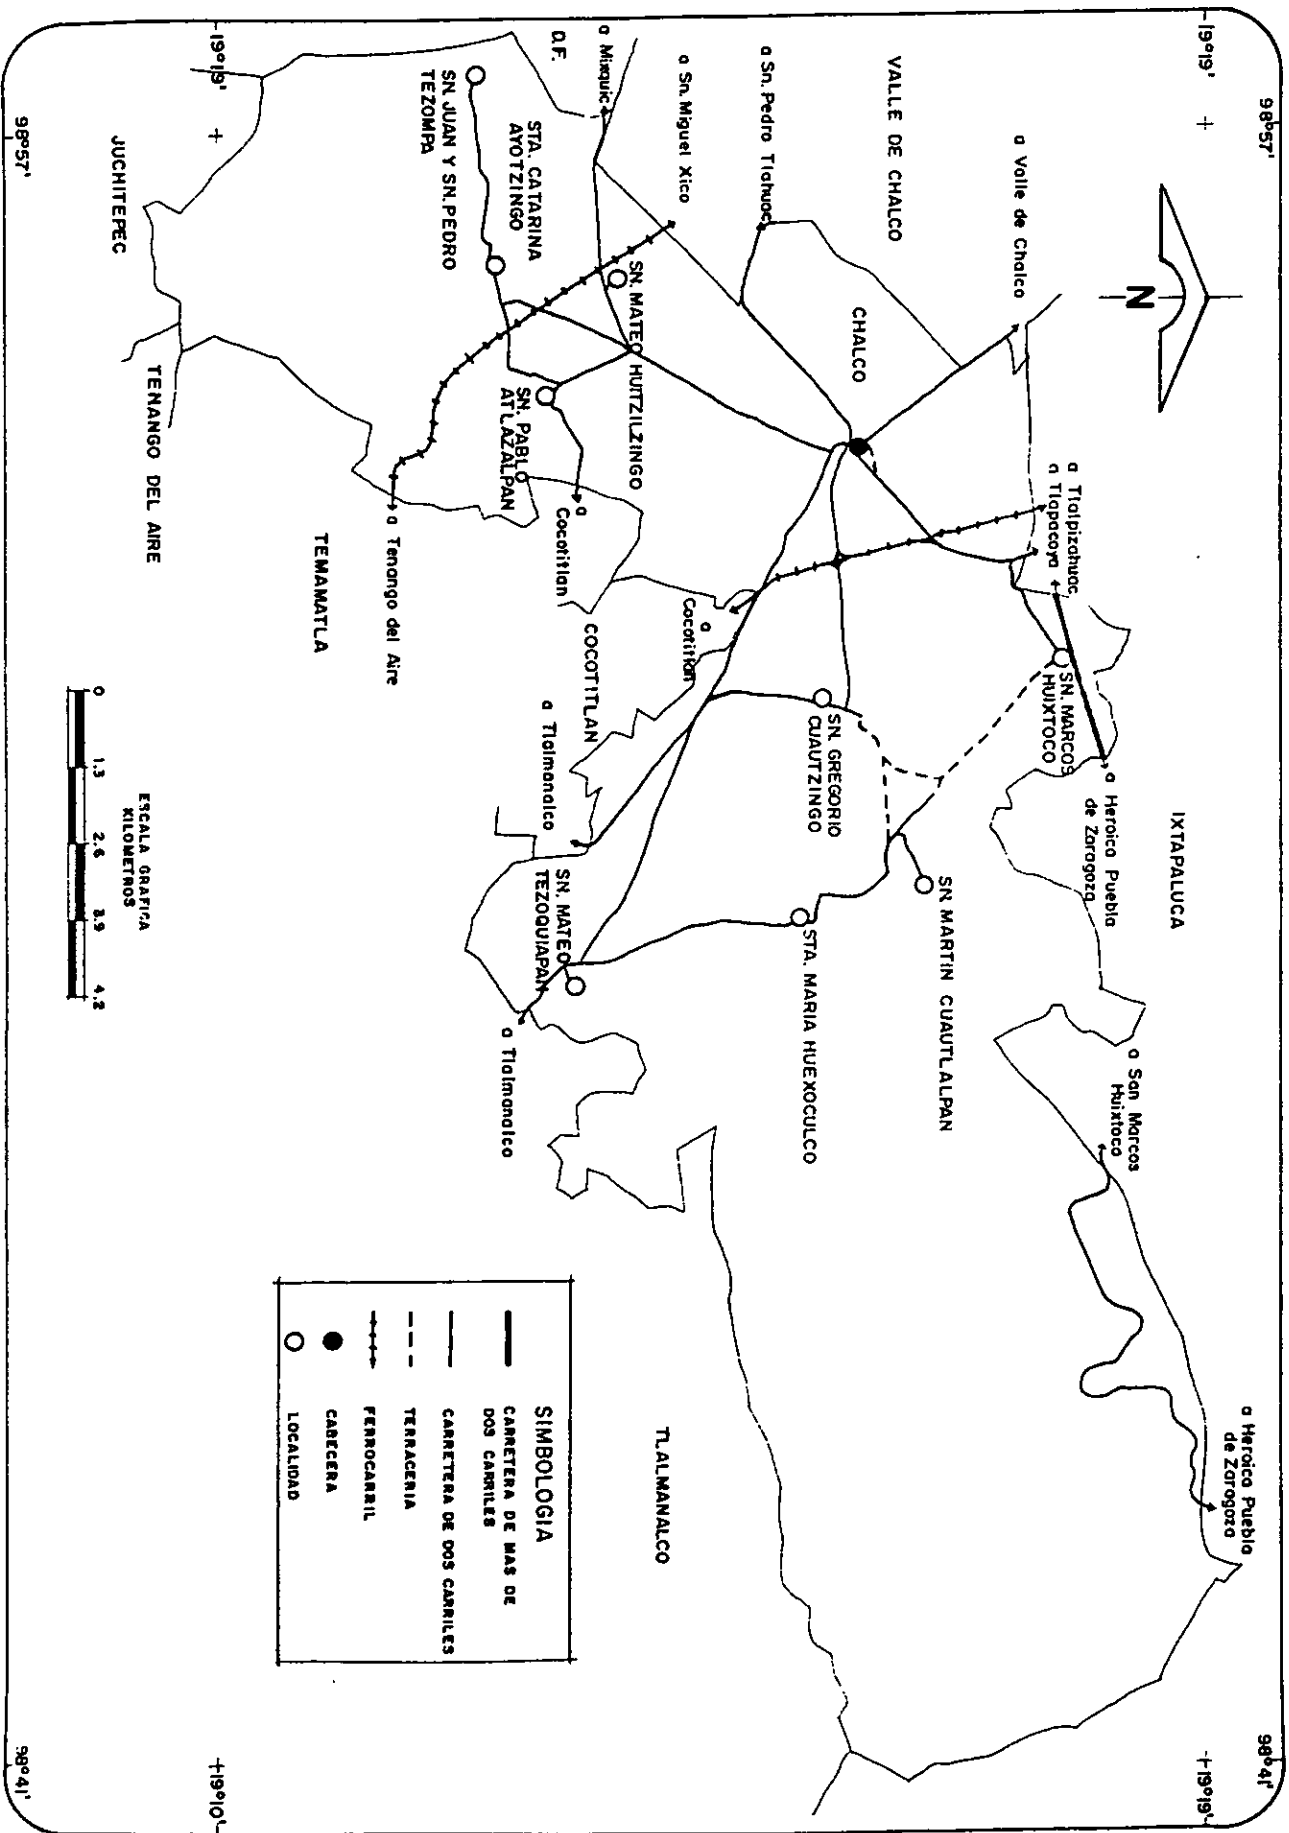 98°57'
98°41'
19°19'
+19°19'
N
a Valle de Chalco
a Tlalpizahuac
a Tlapacoya
a Heroica Puebla
de Zaragoza
IXTAPALUCA
a San Marcos
Huixtoco
a Heroica Puebla
de Zaragoza
VALLE DE CHALCO
CHALCO
SN. MARCOS
HUIXTOCO
SN. MARTIN CUAUTLALPAN
SN. GREGORIO
CUAUTZINGO
STA. MARIA HUEXOCULCO
a Sn. Pedro Tlahuac
a Sn. Miguel Xico
a
Cocotitlan
TLALMANALCO
a Mixquic
D.F.
SN. MATEO HUITZILZINGO
STA. CATARINA
AYOTZINGO
SN. PABLO
ATLAZALPAN
a
Cocotitlan
COCOTITLAN
a Tlalmanalco
SN. MATEO
TEZOQUIAPAN
a Tlalmanalco
SN. JUAN Y SN. PEDRO
TEZOMPA
a Tenango del Aire
TEMAMATLA
TENANGO DEL AIRE
JUCHITEPEC
SIMBOLOGIA
CARRETERA DE MAS DE
DOS CARRILES
CARRETERA DE DOS CARRILES
TERRACERIA
FERROCARRIL
CABECERA
LOCALIDAD
19°19'
+19°10'
0 1.3 2.6 3.9 4.2
ESCALA GRAFICA
KILOMETROS
98°57'
98°41'